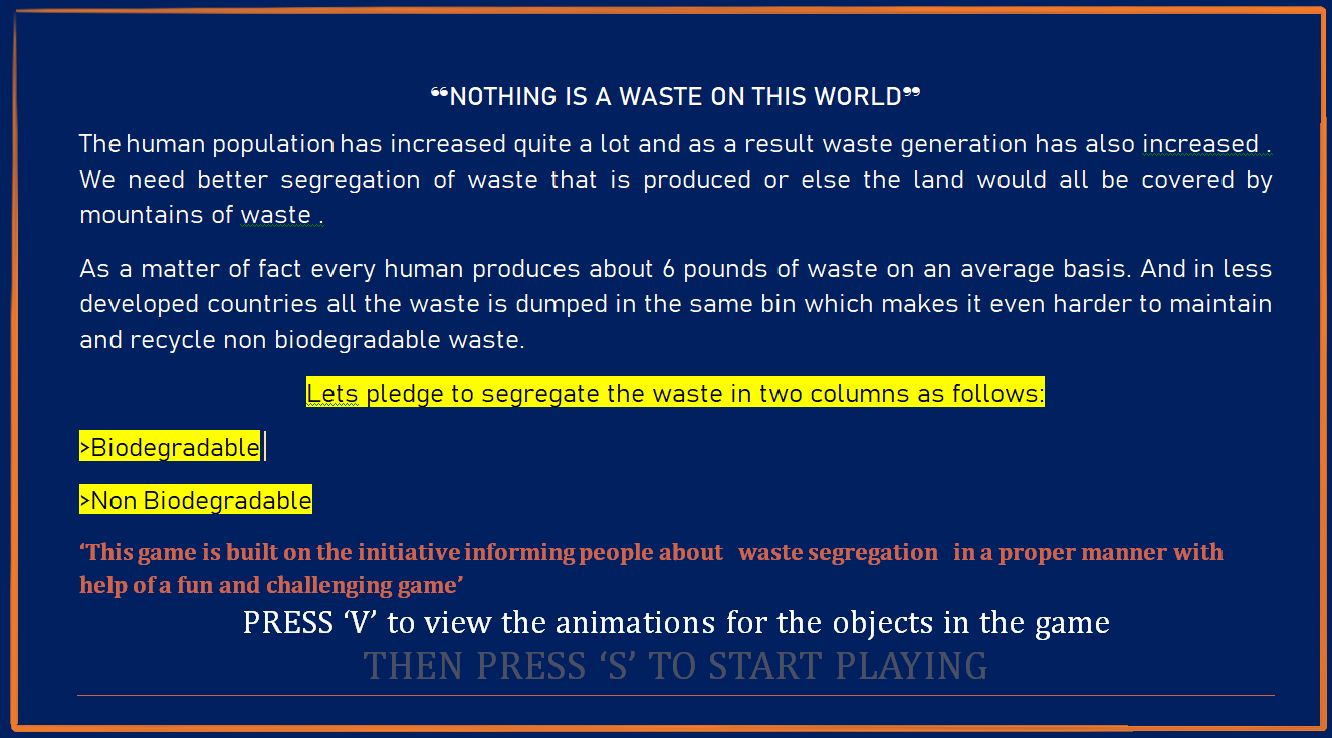 ❝NOTHING IS A WASTE ON THIS WORLD❞
The human population has increased quite a lot and as a result waste generation has also increased .
We need better segregation of waste that is produced or else the land would all be covered by
mountains of waste .
As a matter of fact every human produces about 6 pounds of waste on an average basis. And in less
developed countries all the waste is dumped in the same bin which makes it even harder to maintain
and recycle non biodegradable waste.
Lets pledge to segregate the waste in two columns as follows:
>Biodegradable
>Non Biodegradable
‘This game is built on the initiative informing people about waste segregation in a proper manner with
help of a fun and challenging game’
PRESS ‘V’ to view the animations for the objects in the game
THEN PRESS ‘S’ TO START PLAYING